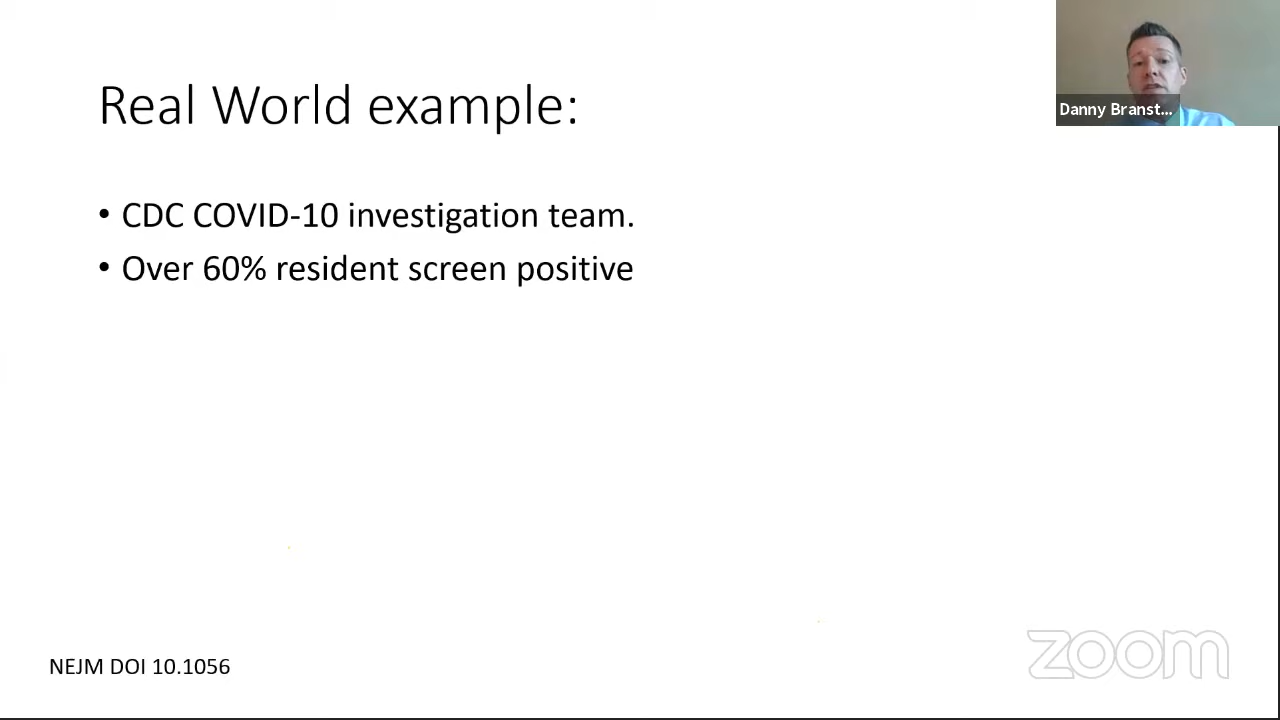 Real World example:
Danny Branst...
• CDC COVID-10 investigation team.
• Over 60% resident screen positive
NEJM DOI 10.1056
zoom